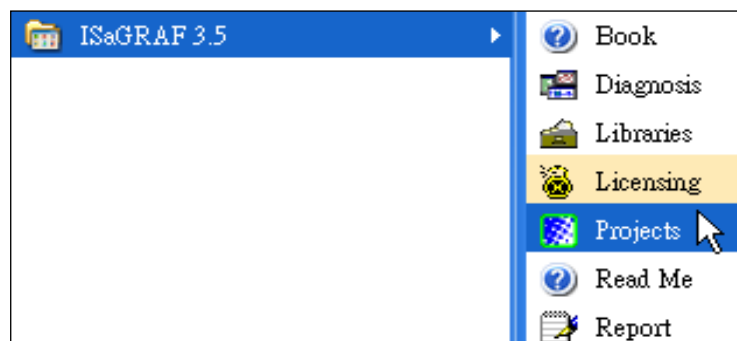 ISaGRAF 3.5
Book
Diagnosis
Libraries
Licensing
Projects
Read Me
Report